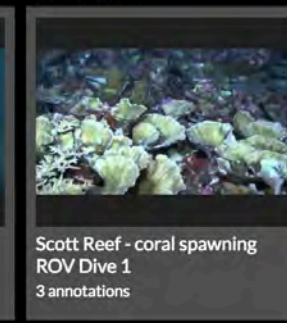 Scott Reef - coral spawning
ROV Dive 1
3 annotations